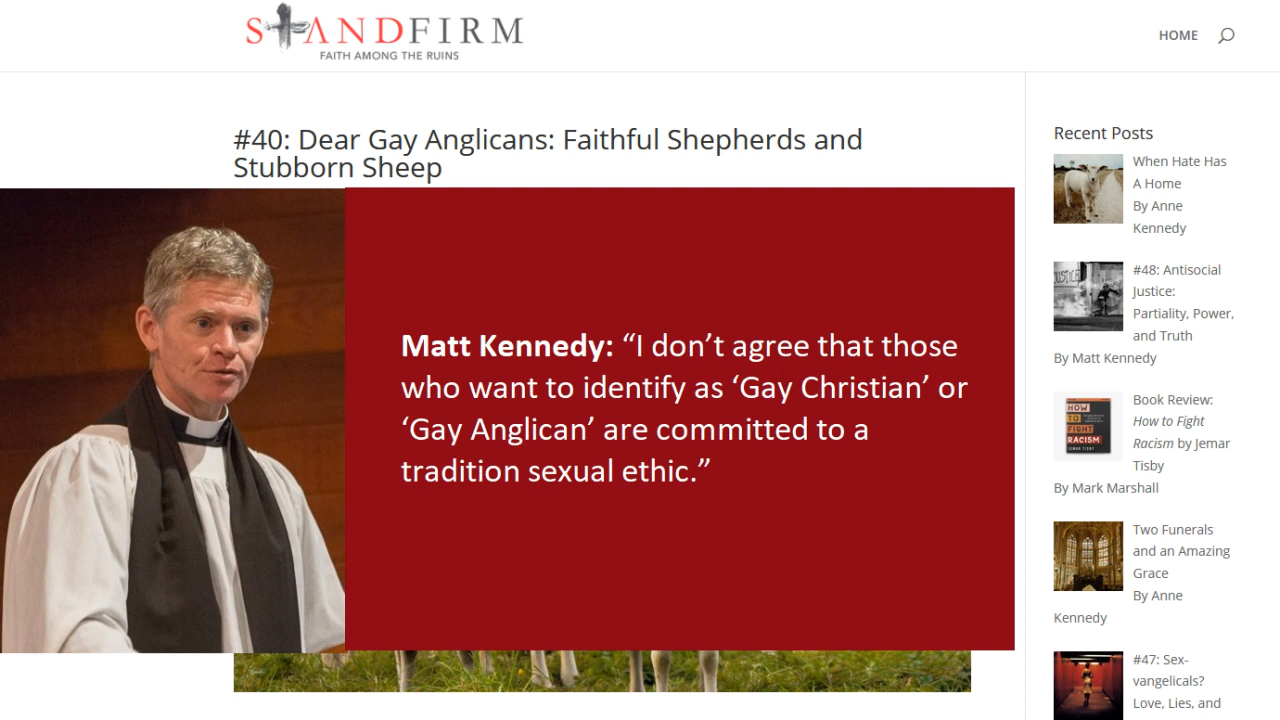 STANDFIRM
FAITH AMONG THE RUINS
HOME
#40: Dear Gay Anglicans: Faithful Shepherds and
Stubborn Sheep
Matt Kennedy: “I don’t agree that those
who want to identify as ‘Gay Christian’ or
‘Gay Anglican’ are committed to a
tradition sexual ethic.”
Recent Posts
When Hate Has
A Home
By Anne
Kennedy
#48: Antisocial
Justice:
Partiality, Power,
and Truth
By Matt Kennedy
HOW
TO
FIGHT
RACISM
JEMAR TISBY
Book Review:
How to Fight
Racism by Jemar
Tisby
By Mark Marshall
Two Funerals
and an Amazing
Grace
By Anne
Kennedy
#47: Sex-
vangelicals?
Love, Lies, and